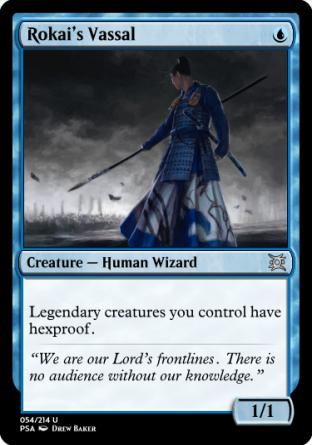 Rokai's Vassal
Creature — Human Wizard
Legendary creatures you control have
hexproof.
“We are our Lord's frontlines. There is
no audience without our knowledge.”
1/1
054/214 U
PSA Drew Baker